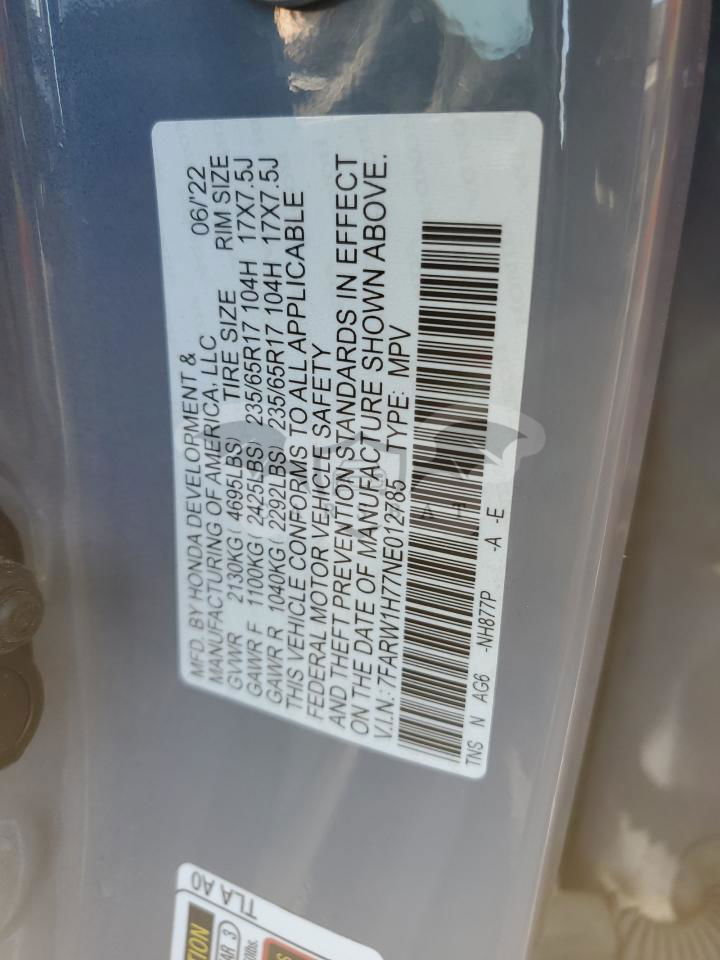 MFD. BY HONDA DEVELOPMENT &
MANUFACTURING OF AMERICA, LLC 06/'22
GVWR 2130KG ( 4695LBS) TIRE SIZE RIM SIZE
GAWR F 1100KG ( 2425LBS) 235/65R17 104H 17X7.5J
GAWR R 1040KG ( 2292LBS) 235/65R17 104H 17X7.5J
THIS VEHICLE CONFORMS TO ALL APPLICABLE
FEDERAL MOTOR VEHICLE SAFETY
AND THEFT PREVENTION STANDARDS IN EFFECT
ON THE DATE OF MANUFACTURE SHOWN ABOVE.
V.I.N.:7FARW1H77NE012785 TYPE: MPV
TNS N AG6 -NH877P -A -E
TLA A0